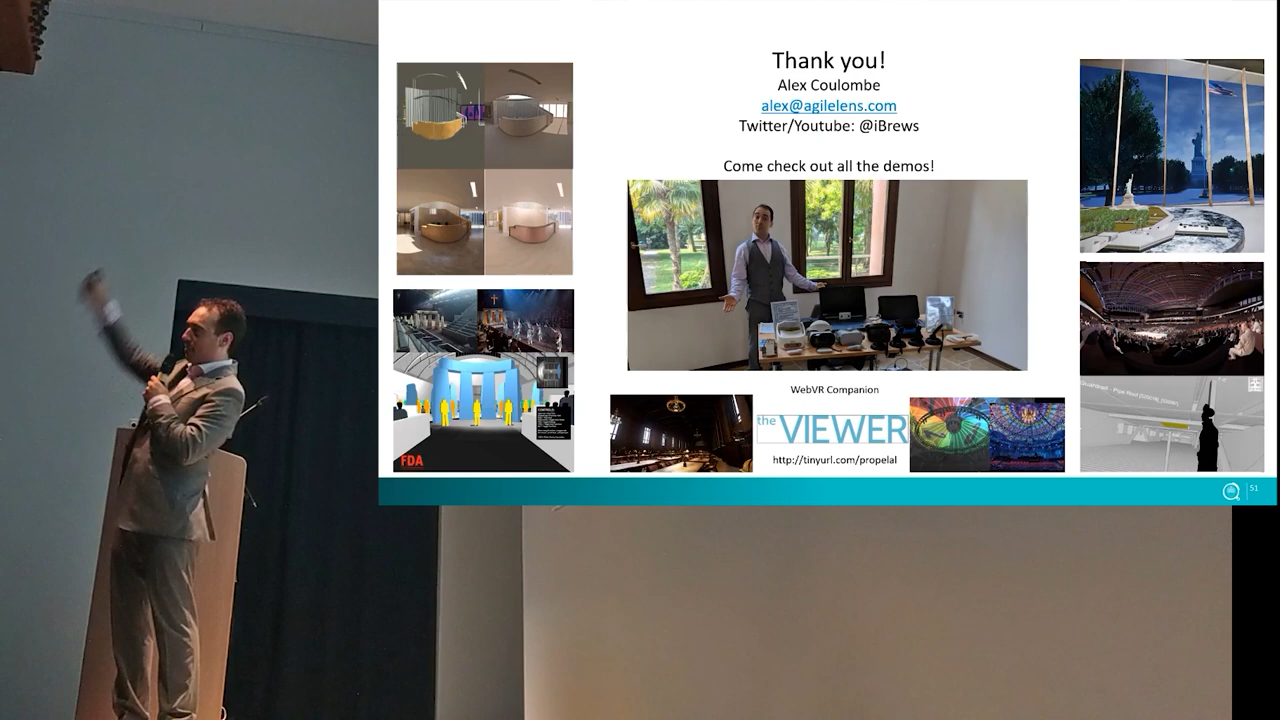 Thank you!
Alex Coulombe
alex@agilelens.com
Twitter/Youtube: @iBrews
Come check out all the demos!
WebVR Companion
the VIEWER
http://tinyurl.com/propelal
CONTROLS:
FDA
51